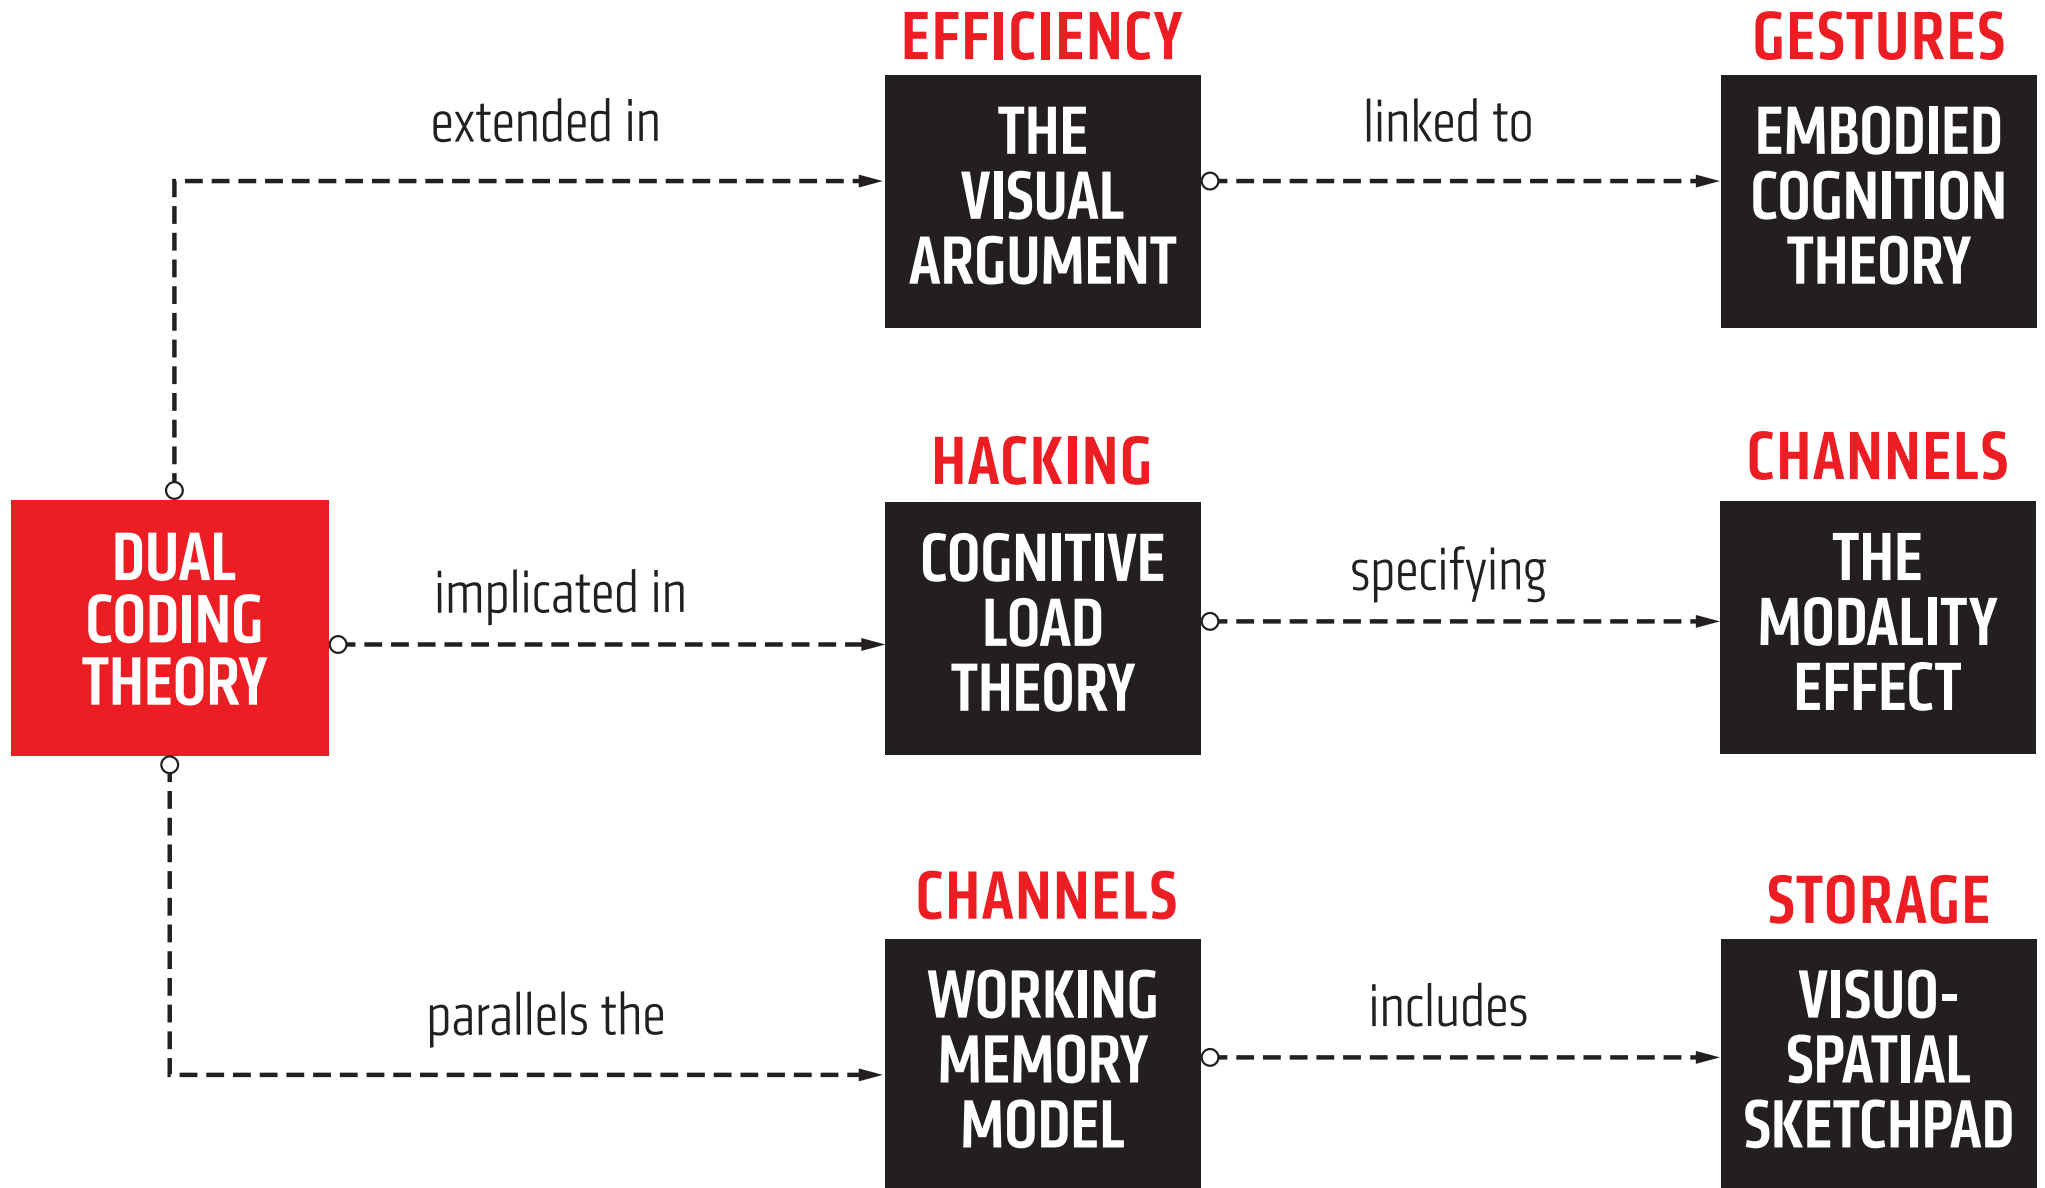 EFFICIENCY
GESTURES
extended in
THE
VISUAL
ARGUMENT
linked to
EMBODIED
COGNITION
THEORY
DUAL
CODING
THEORY
implicated in
HACKING
COGNITIVE
LOAD
THEORY
specifying
CHANNELS
THE
MODALITY
EFFECT
parallels the
CHANNELS
WORKING
MEMORY
MODEL
includes
STORAGE
VISUO-
SPATIAL
SKETCHPAD